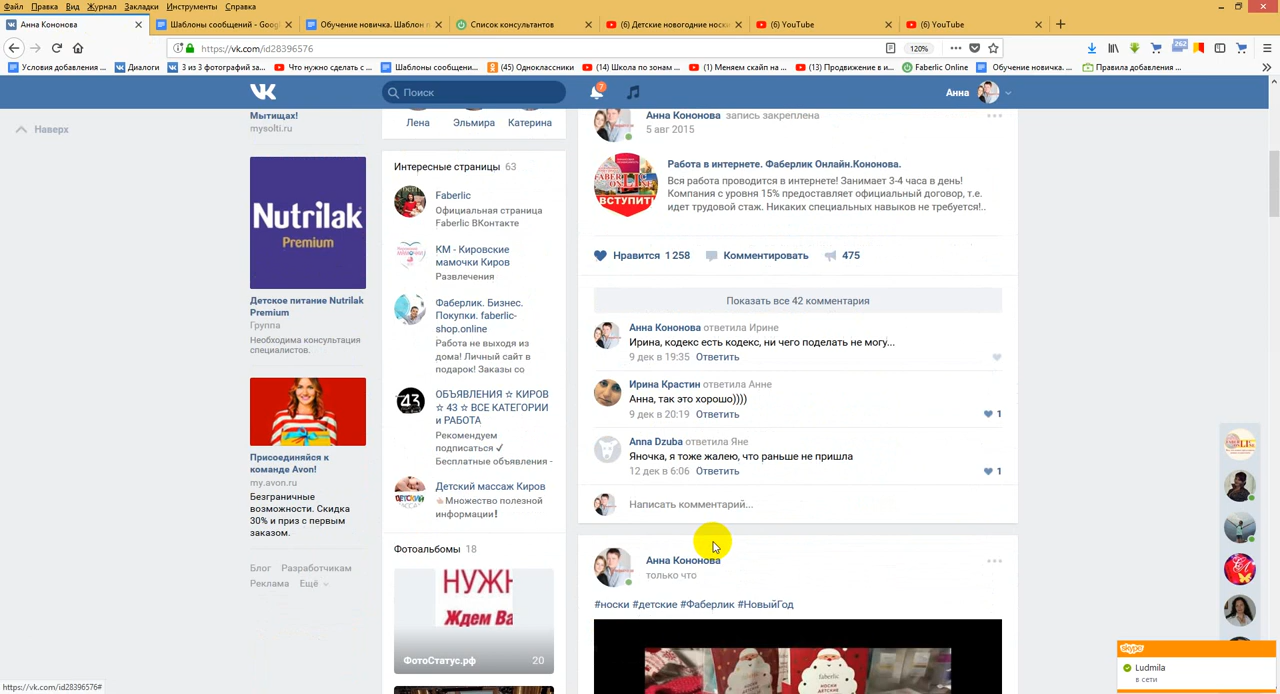 Файл Правка Вид Журнал Закладки Инструменты Справка
Анна Кононова
Шаблоны сообщений - Goog
Обучение новичка. Шаблон п
Список консультантов
(6) Детские новогодние носки
(6) YouTube
(6) YouTube
https://vk.com/id28396576
120%
262
Условия добавления ...
Диалоги
3 из 3 фотографий за...
Что нужно сделать с ...
Шаблоны сообщени...
(45) Одноклассники
(14) Школа по зонам ...
(1) Меняем скайп на ...
(13) Продвижение в и...
Faberlic Online
Обучение новичка. ...
Правила добавления ...
Поиск
7
Анна
Наверх
Мытищах!
mysolti.ru
Nutrilak
Premium
Детское питание Nutrilak
Premium
Группа
Необходима консультация
специалистов.
Присоединяйся к
команде Avon!
my.avon.ru
Безграничные
возможности. Скидка
30% и приз с первым
заказом.
Блог Разработчикам
Реклама Ещё
Лена Эльмира Катерина
Интересные страницы 63
Faberlic
Официальная страница
Faberlic ВКонтакте
КМ - Кировские
мамочки Киров
Развлечения
Фаберлик. Бизнес.
Покупки. faberlic-
shop.online
Работа не выходя из
дома! Личный сайт в
подарок! Заказы со
43
ОБЪЯВЛЕНИЯ ☆ КИРОВ
☆ 43 ☆ ВСЕ КАТЕГОРИИ
и РАБОТА
Рекомендуем
подписаться ✓
Бесплатные объявления -
Детский массаж Киров
Множество полезной
информации!
Фотоальбомы 18
НУЖН
Ждем Ва
ФотоСтатус.рф 20
Анна Кононова запись закреплена
5 авг 2015
ВСТУПИТЬ
Работа в интернете. Фаберлик Онлайн.Кононова.
Вся работа проводится в интернете! Занимает 3-4 часа в день!
Компания с уровня 15% предоставляет официальный договор, т.е.
идет трудовой стаж. Никаких специальных навыков не требуется!..
Нравится 1 258 Комментировать 475
Показать все 42 комментария
Анна Кононова ответила Ирине
Ирина, кодекс есть кодекс, ни чего поделать не могу...
9 дек в 19:35 Ответить
Ирина Крастин ответила Анне
Анна, так это хорошо))))
9 дек в 20:19 Ответить 1
Anna Dzuba ответила Яне
Яночка, я тоже жалею, что раньше не пришла
12 дек в 6:06 Ответить 1
Написать комментарий...
Анна Кононова
только что
#носки #детские #Фаберлик #НовыйГод
faberlic
НОСКИ
ДЕТСКИЕ
skype
Ludmila
в сети
https://vk.com/id28396576#